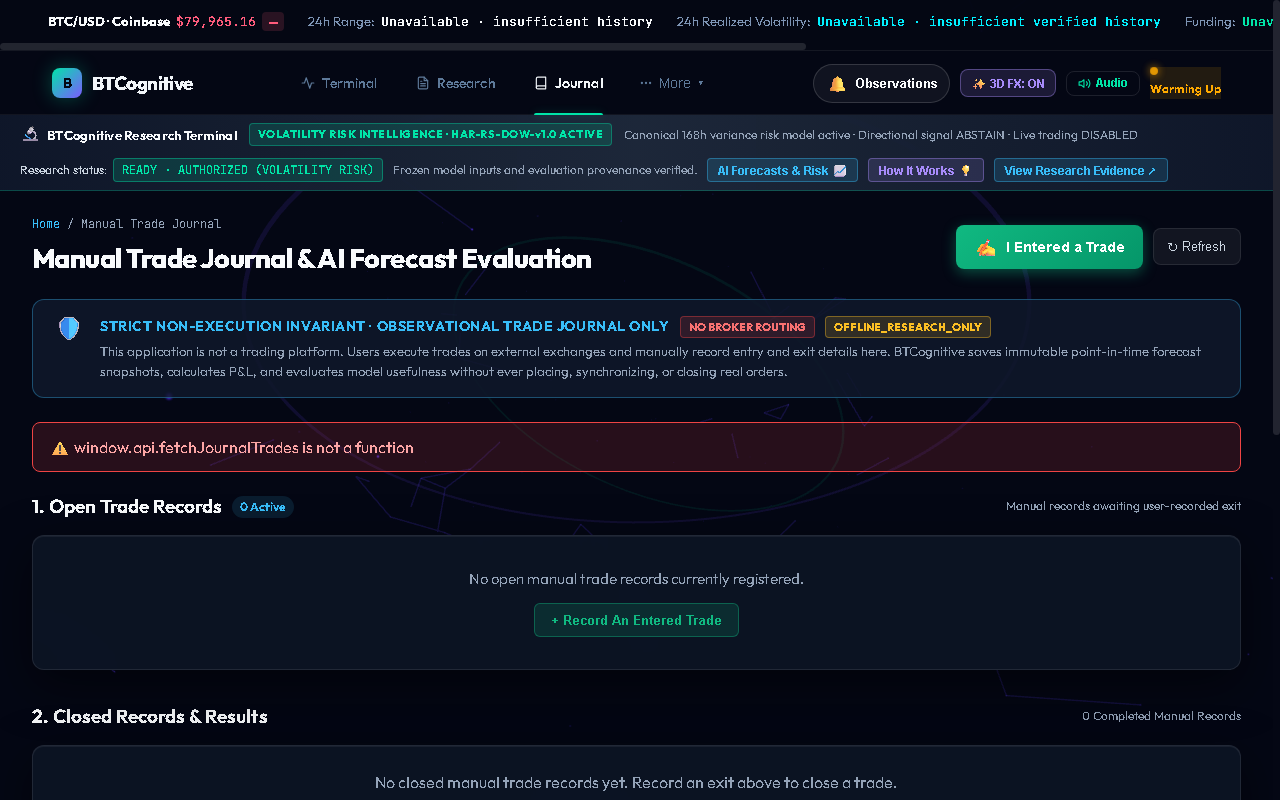 BTC/USD · Coinbase $79,965.16 — 24h Range: Unavailable · insufficient history 24h Realized Volatility: Unavailable · insufficient verified history Funding: Unav
B BTCognitive Terminal Research Journal ··· More ▾ 🔔 Observations ✨ 3D FX: ON Audio Warming Up
BTCognitive Research Terminal VOLATILITY RISK INTELLIGENCE · HAR-RS-DOW-v1.0 ACTIVE Canonical 168h variance risk model active · Directional signal ABSTAIN · Live trading DISABLED
Research status: READY · AUTHORIZED (VOLATILITY RISK) Frozen model inputs and evaluation provenance verified. AI Forecasts & Risk 📈 How It Works 💡 View Research Evidence ↗
Home / Manual Trade Journal
Manual Trade Journal & AI Forecast Evaluation
✍ I Entered a Trade ↻ Refresh
STRICT NON-EXECUTION INVARIANT · OBSERVATIONAL TRADE JOURNAL ONLY NO BROKER ROUTING OFFLINE_RESEARCH_ONLY
This application is not a trading platform. Users execute trades on external exchanges and manually record entry and exit details here. BTCognitive saves immutable point-in-time forecast
snapshots, calculates P&L, and evaluates model usefulness without ever placing, synchronizing, or closing real orders.
⚠ window.api.fetchJournalTrades is not a function
1. Open Trade Records 0 Active Manual records awaiting user-recorded exit
No open manual trade records currently registered.
+ Record An Entered Trade
2. Closed Records & Results 0 Completed Manual Records
No closed manual trade records yet. Record an exit above to close a trade.